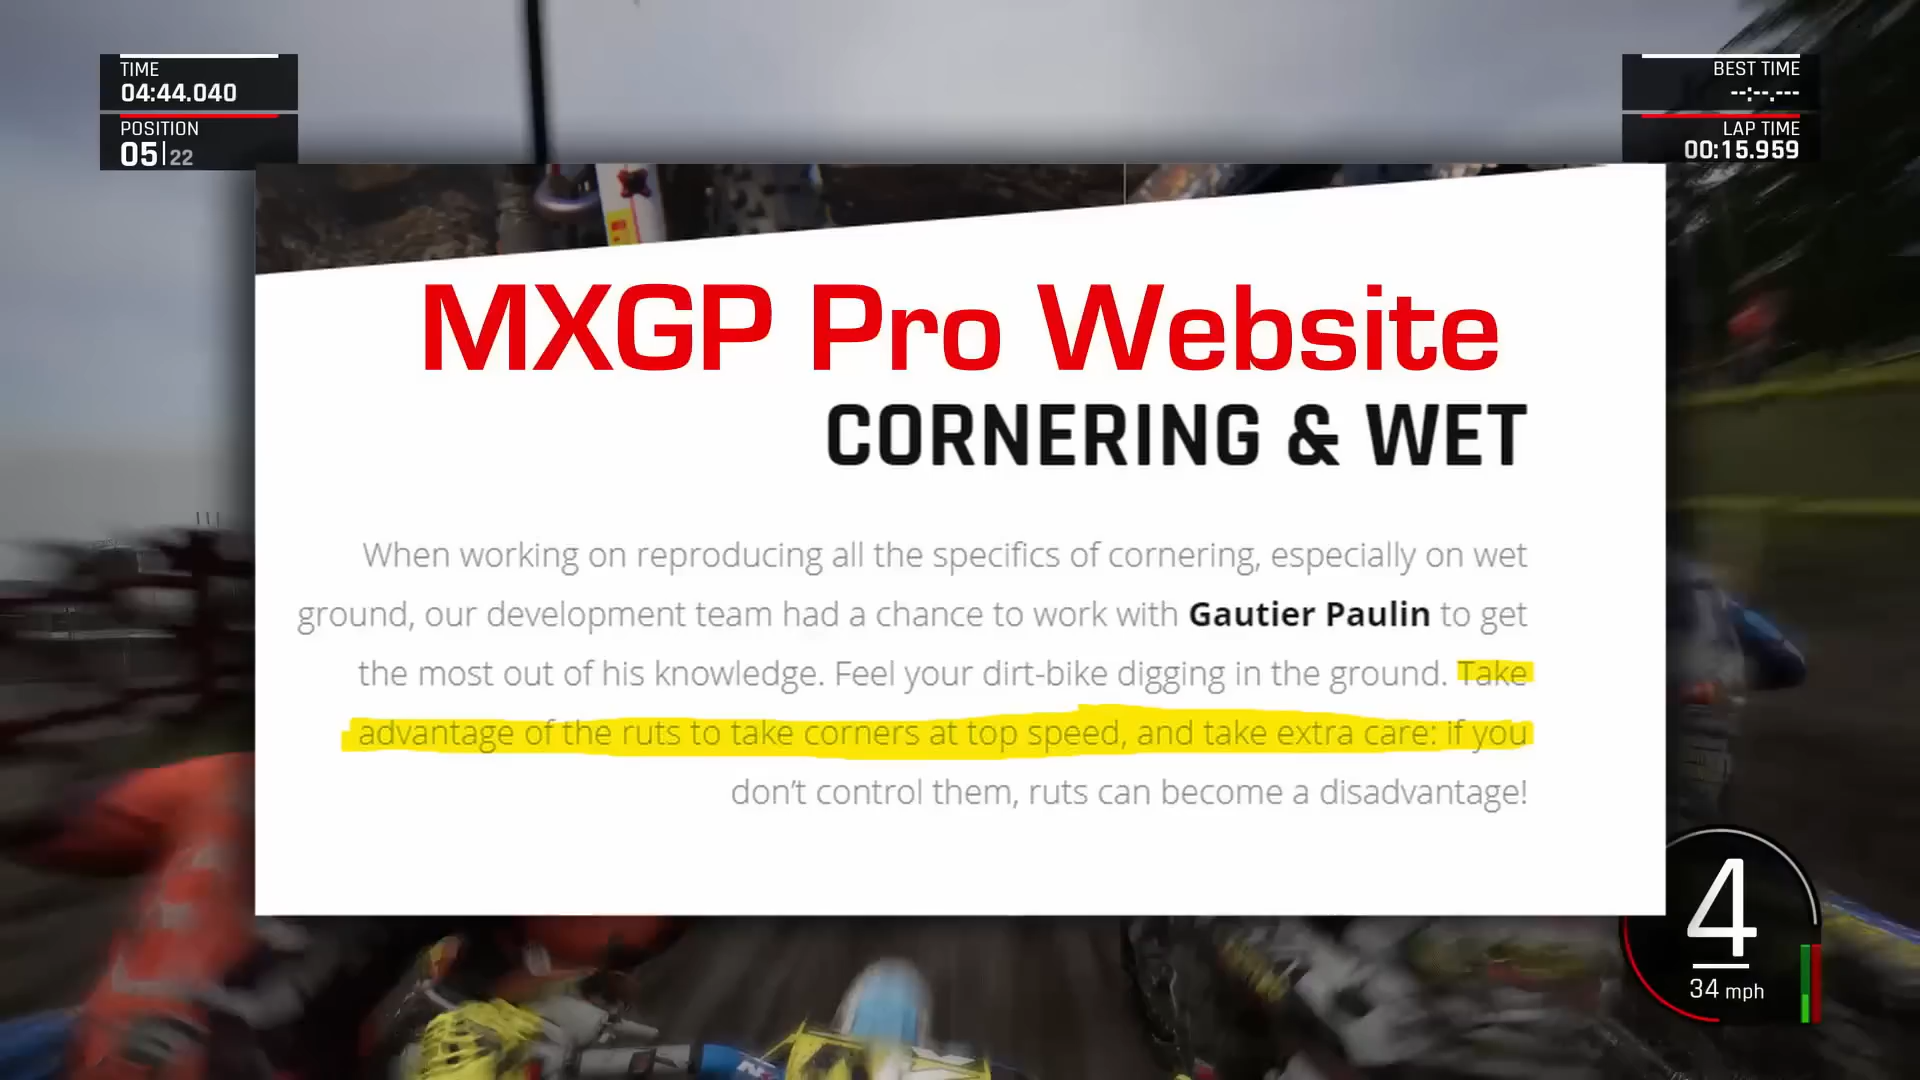 TIME
04:44.040
POSITION
05|22
BEST TIME
--:--.---
LAP TIME
00:15.959
MXGP Pro Website
CORNERING & WET
When working on reproducing all the specifics of cornering, especially on wet
ground, our development team had a chance to work with Gautier Paulin to get
the most out of his knowledge. Feel your dirt-bike digging in the ground. Take
advantage of the ruts to take corners at top speed, and take extra care: if you
don't control them, ruts can become a disadvantage!
4
34 mph